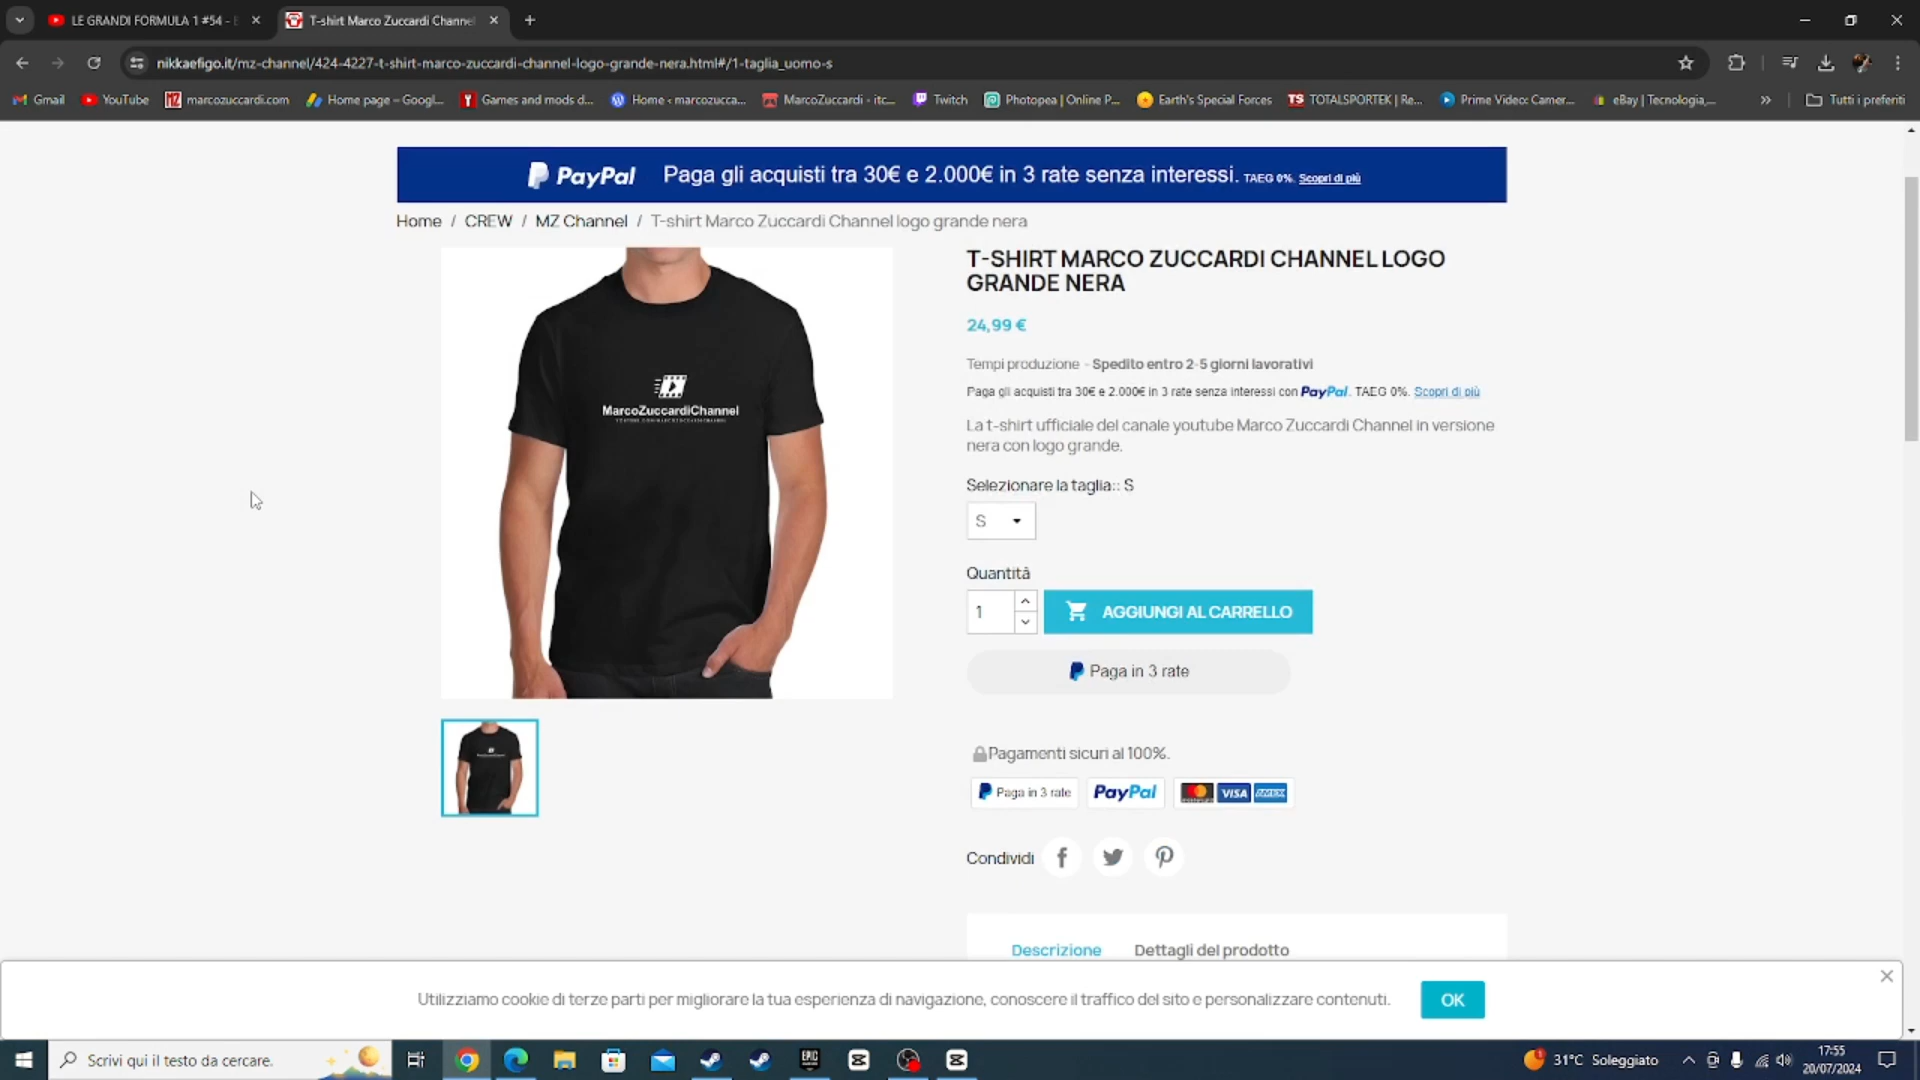 LE GRANDI FORMULA 1 #54 -
T-shirt Marco Zuccardi Channel
nikkaefigo.it/mz-channel/424-4227-t-shirt-marco-zuccardi-channel-logo-grande-nera.html#/1-taglia_uomo-s
Gmail
YouTube
marcozuccardi.com
Home page – Googl...
Games and mods d...
Home ‹ marcozucca...
MarcoZuccardi - itc...
Twitch
Photopea | Online P...
Earth's Special Forces
TOTALSPORTEK | Re...
Prime Video: Camer...
eBay | Tecnologia,...
Tutti i preferiti
PayPal Paga gli acquisti tra 30€ e 2.000€ in 3 rate senza interessi. TAEG 0%. Scopri di più
Home / CREW / MZ Channel / T-shirt Marco Zuccardi Channel logo grande nera
MarcoZuccardiChannel
T-SHIRT MARCO ZUCCARDI CHANNEL LOGO
GRANDE NERA
24,99 €
Tempi produzione - Spedito entro 2-5 giorni lavorativi
Paga gli acquisti tra 30€ e 2.000€ in 3 rate senza interessi con PayPal. TAEG 0%. Scopri di più
La t-shirt ufficiale del canale youtube Marco Zuccardi Channel in versione
nera con logo grande.
Selezionare la taglia:: S
S
Quantità
1
AGGIUNGI AL CARRELLO
Paga in 3 rate
Pagamenti sicuri al 100%.
Paga in 3 rate PayPal VISA AMEX
Condividi
Descrizione Dettagli del prodotto
Utilizziamo cookie di terze parti per migliorare la tua esperienza di navigazione, conoscere il traffico del sito e personalizzare contenuti.
OK
Scrivi qui il testo da cercare.
EPIC
31°C Soleggiato
17:55
20/07/2024